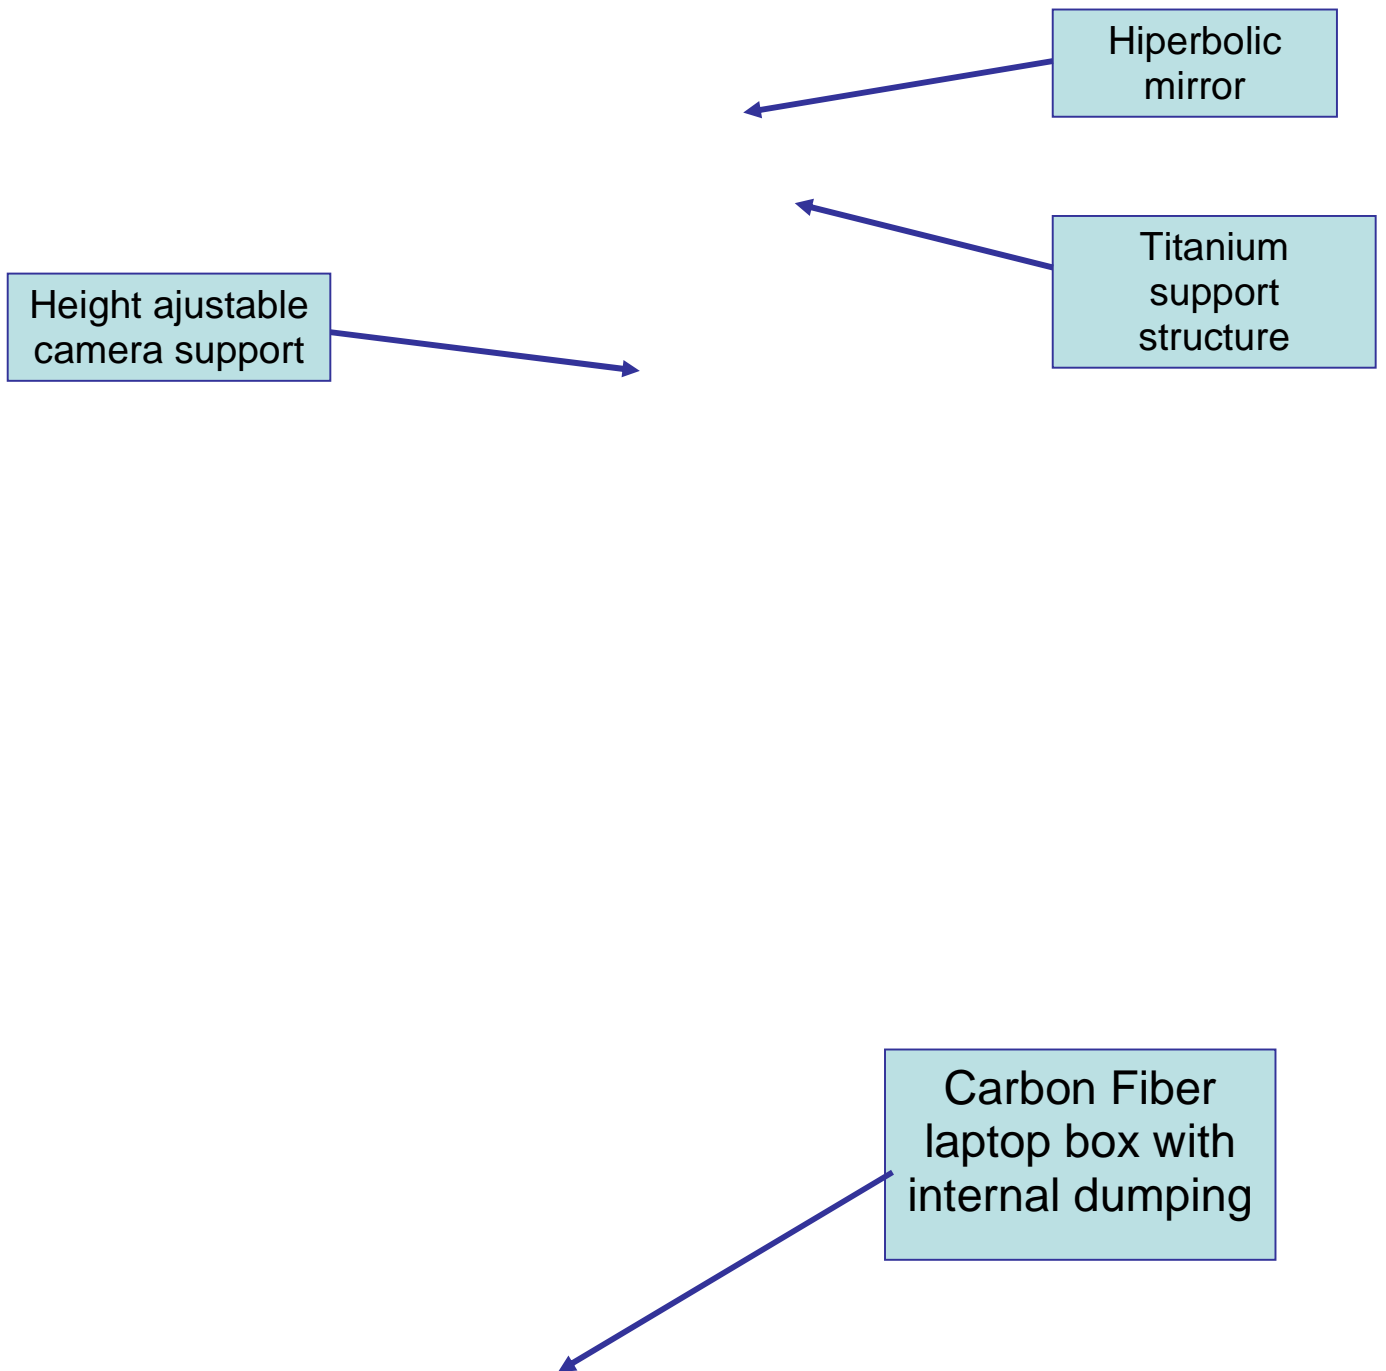 Hiperbolic
mirror
Titanium
support
structure
Height ajustable
camera support
Carbon Fiber
laptop box with
internal dumping